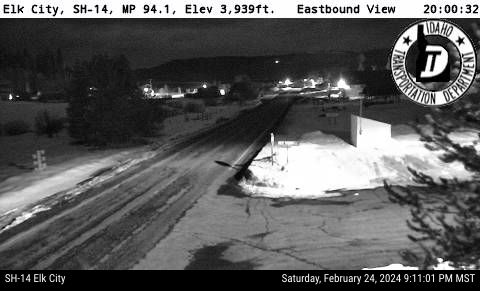 Elk City, SH-14, MP 94.1, Elev 3,939ft. Eastbound View 20:00:32
IDAHO
TRANSPORTATION DEPARTMENT
SH-14 Elk City Saturday, February 24, 2024 9:11:01 PM MST